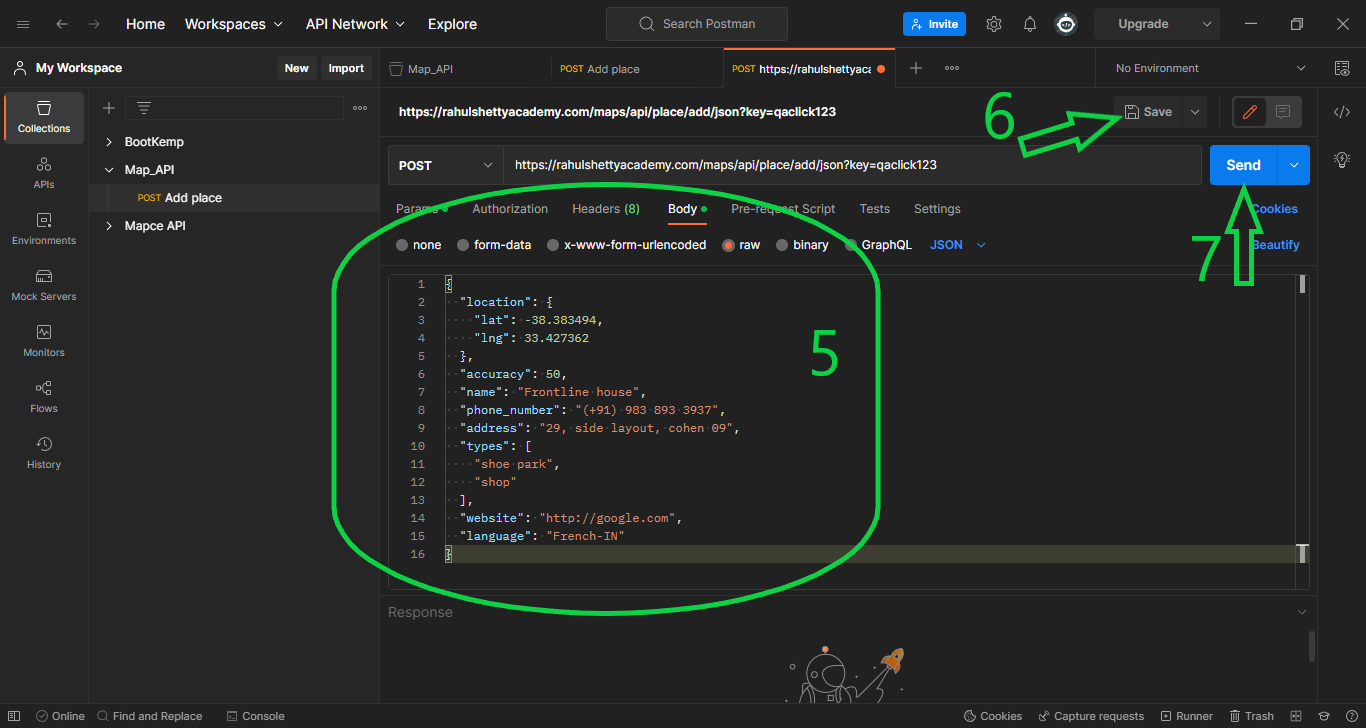 Home Workspaces API Network Explore Search Postman Invite Upgrade
My Workspace New Import Map_API POST Add place POST https://rahulshettyaca No Environment
Collections
APIs
Environments
Mock Servers
Monitors
Flows
History
BootKemp
Map_API
POST Add place
Mapce API
https://rahulshettyacademy.com/maps/api/place/add/json?key=qaclick123 6 Save
POST https://rahulshettyacademy.com/maps/api/place/add/json?key=qaclick123 Send
Params Authorization Headers (8) Body Pre-request Script Tests Settings Cookies
none form-data x-www-form-urlencoded raw binary GraphQL JSON 7 Beautify
1 {
2 "location": {
3 "lat": -38.383494,
4 "lng": 33.427362
5 },
5
6 "accuracy": 50,
7 "name": "Frontline house",
8 "phone_number": "(+91) 983 893 3937",
9 "address": "29, side layout, cohen 09",
10 "types": [
11 "shoe park",
12 "shop"
13 ],
14 "website": "http://google.com",
15 "language": "French-IN"
16 }
Response
Online Find and Replace Console Cookies Capture requests Runner Trash